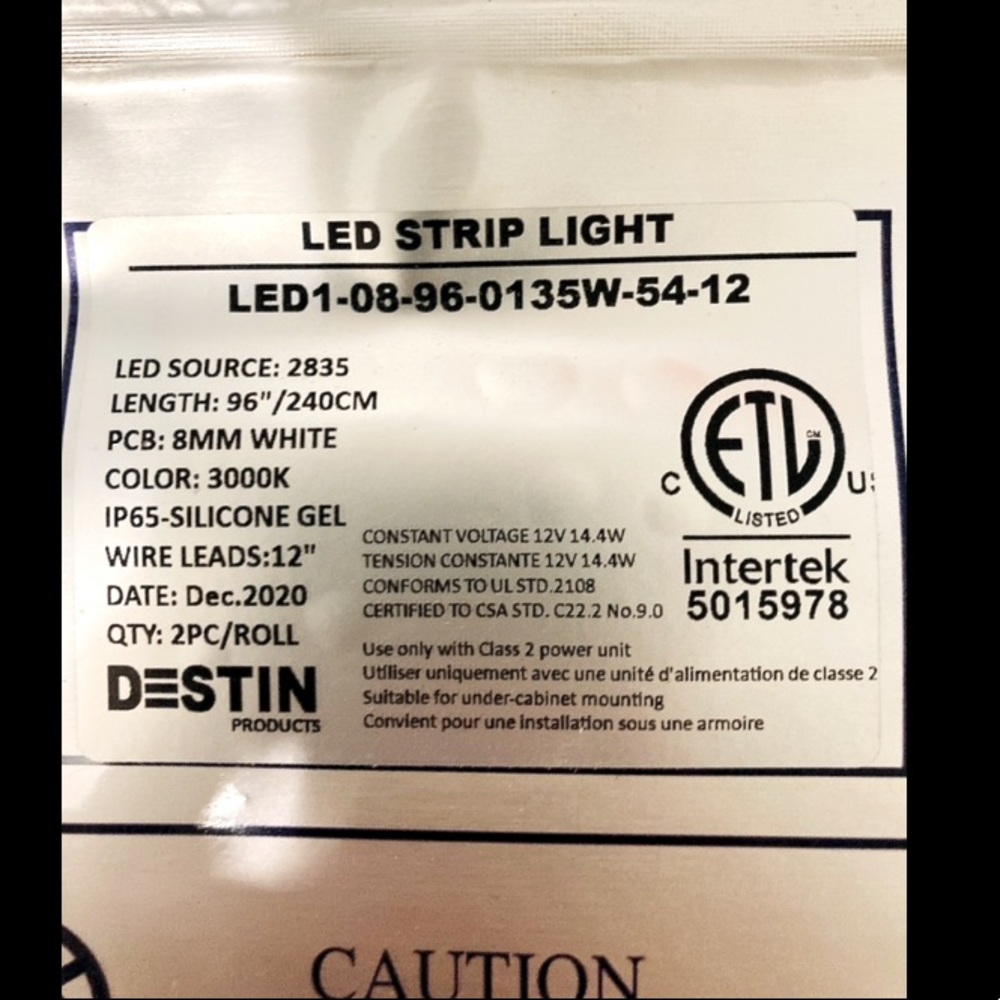 LED STRIP LIGHT
LED1-08-96-0135W-54-12
LED SOURCE: 2835
LENGTH: 96"/240CM
PCB: 8MM WHITE
COLOR: 3000K
IP65-SILICONE GEL
WIRE LEADS:12"
DATE: Dec.2020
QTY: 2PC/ROLL
DESTIN
PRODUCTS
CONSTANT VOLTAGE 12V 14.4W
TENSION CONSTANTE 12V 14.4W
CONFORMS TO UL STD.2108
CERTIFIED TO CSA STD. C22.2 No.9.0
Use only with Class 2 power unit
Utiliser uniquement avec une unité d'alimentation de classe 2
Suitable for under-cabinet mounting
Convient pour une installation sous une armoire
ETL CM
C US
LISTED
Intertek
5015978
CAUTION